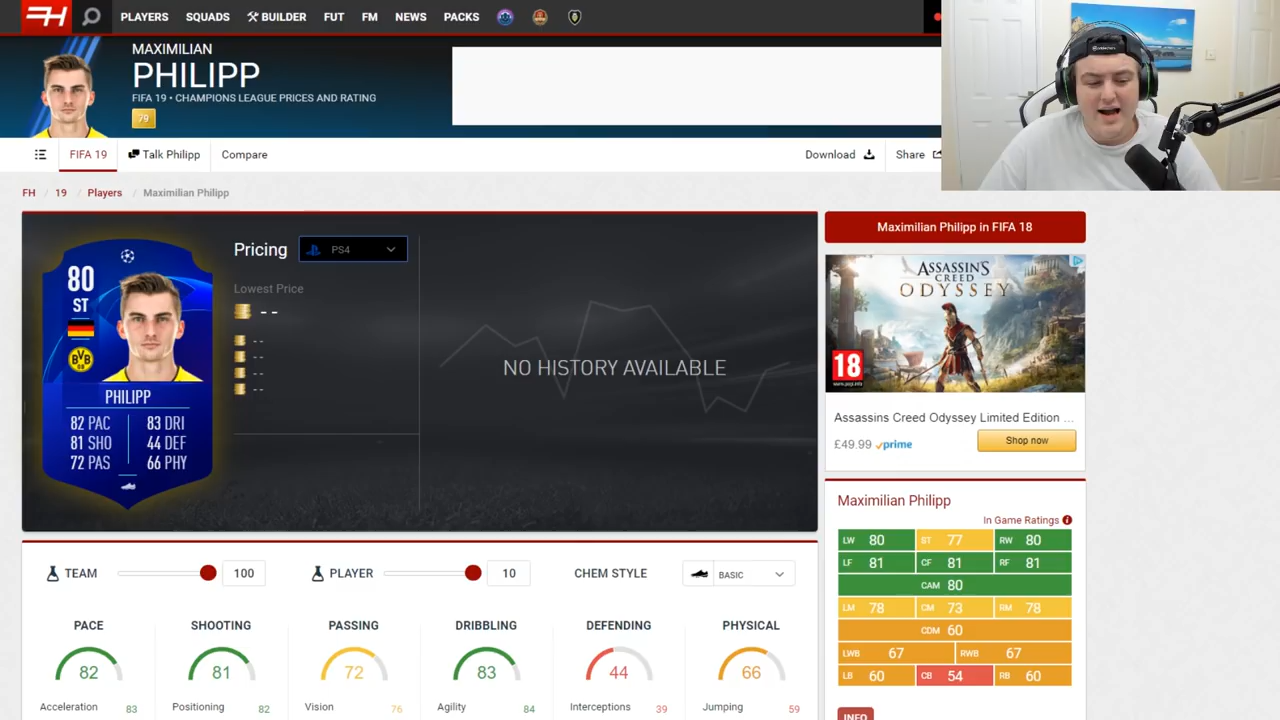 FH PLAYERS SQUADS BUILDER FUT FM NEWS PACKS
MAXIMILIAN
PHILIPP
FIFA 19 • CHAMPIONS LEAGUE PRICES AND RATING
79
FIFA 19 Talk Philipp Compare Download Share
FH / 19 / Players / Maximilian Philipp
80
ST
PHILIPP
82 PAC 83 DRI
81 SHO 44 DEF
72 PAS 66 PHY
Pricing PS4
Lowest Price
- -
- -
- -
- -
- -
NO HISTORY AVAILABLE
Maximilian Philipp in FIFA 18
ASSASSIN'S
CREED
ODYSSEY
18
www.pegi.info
Assassins Creed Odyssey Limited Edition ...
£49.99 prime Shop now
Maximilian Philipp
In Game Ratings
LW 80 ST 77 RW 80
LF 81 CF 81 RF 81
CAM 80
LM 78 CM 73 RM 78
CDM 60
LWB 67 RWB 67
LB 60 CB 54 RB 60
INFO
TEAM 100 PLAYER 10 CHEM STYLE BASIC
PACE SHOOTING PASSING DRIBBLING DEFENDING PHYSICAL
82 81 72 83 44 66
Acceleration 83 Positioning 82 Vision 76 Agility 84 Interceptions 39 Jumping 59